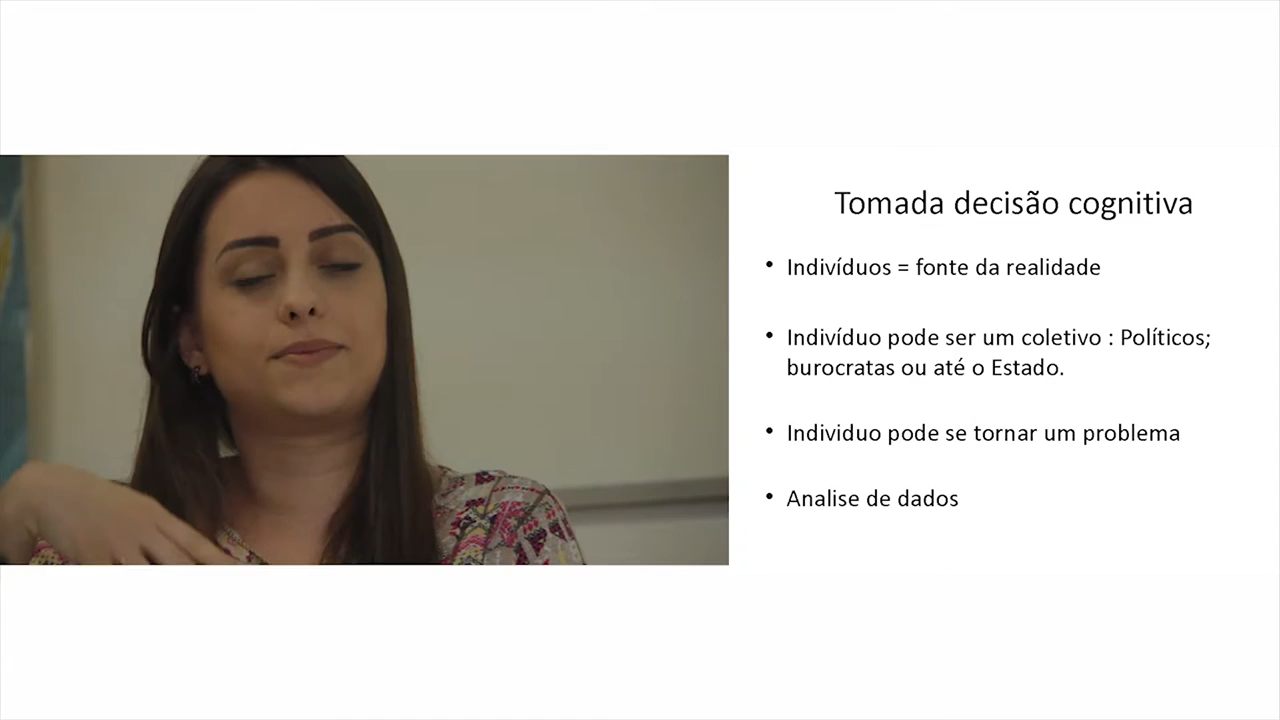 Tomada decisão cognitiva
• Indivíduos = fonte da realidade
• Indivíduo pode ser um coletivo : Políticos;
burocratas ou até o Estado.
• Individuo pode se tornar um problema
• Analise de dados